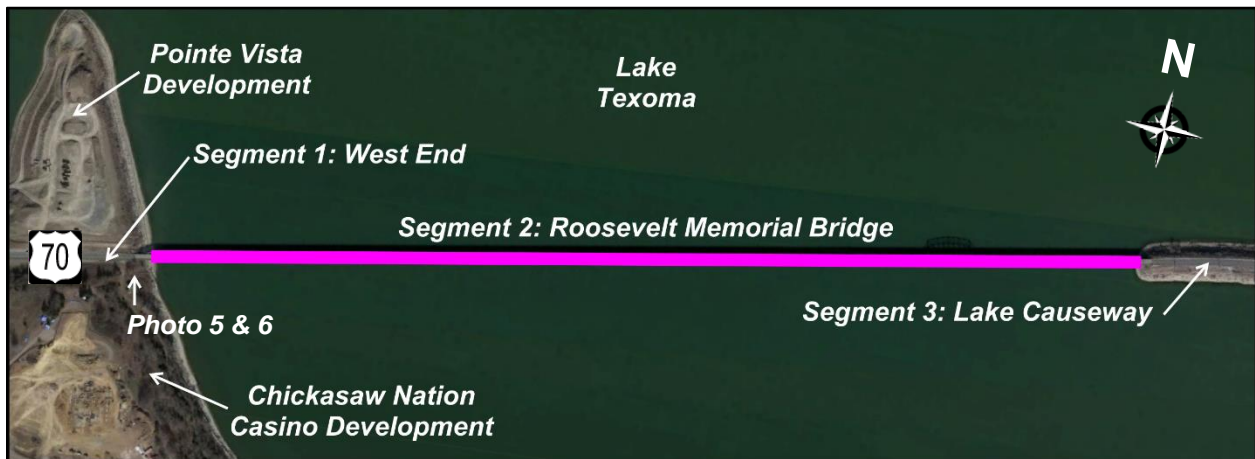 Pointe Vista
Development
Lake
Texoma
N
Segment 1: West End
Segment 2: Roosevelt Memorial Bridge
70
Segment 3: Lake Causeway
Photo 5 & 6
Chickasaw Nation
Casino Development